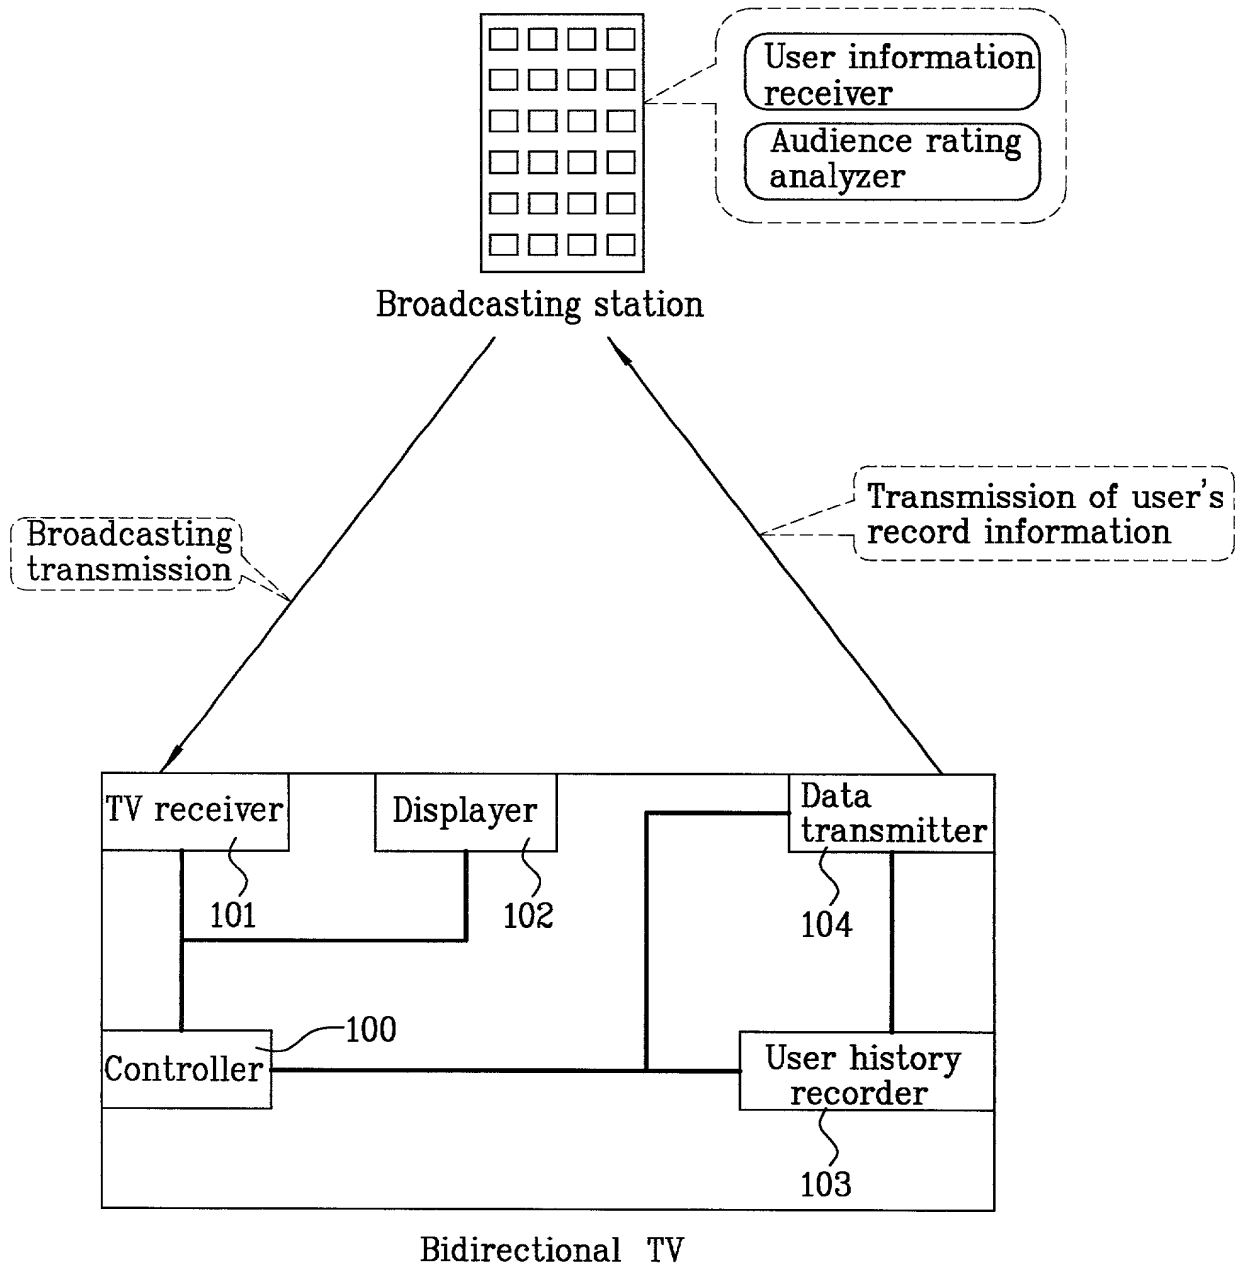 User information
receiver
Audience rating
analyzer
Broadcasting station
Broadcasting
transmission
Transmission of user's
record information
TV receiver
101
Displayer
102
Data
transmitter
104
Controller
100
User history
recorder
103
Bidirectional TV